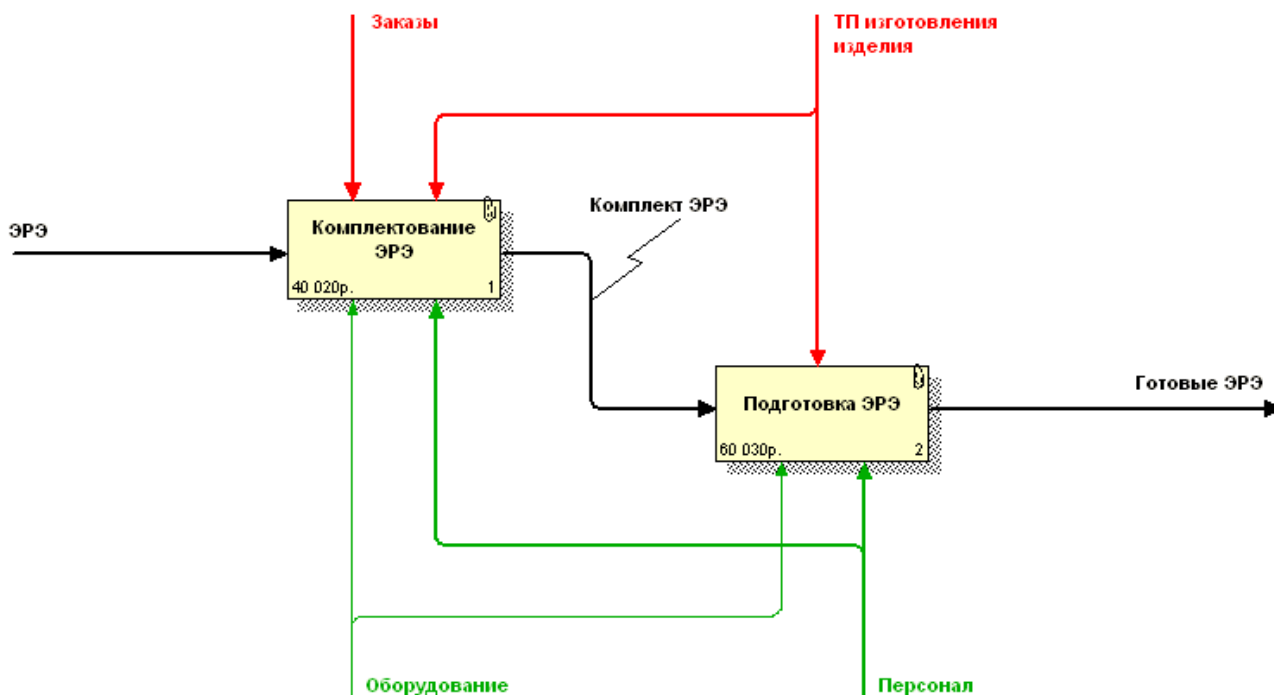 Заказы
ТП изготовления
изделия
ЭРЭ
Комплектование
ЭРЭ
40 020р. 1
Комплект ЭРЭ
Подготовка ЭРЭ
60 030р. 2
Готовые ЭРЭ
Оборудование
Персонал